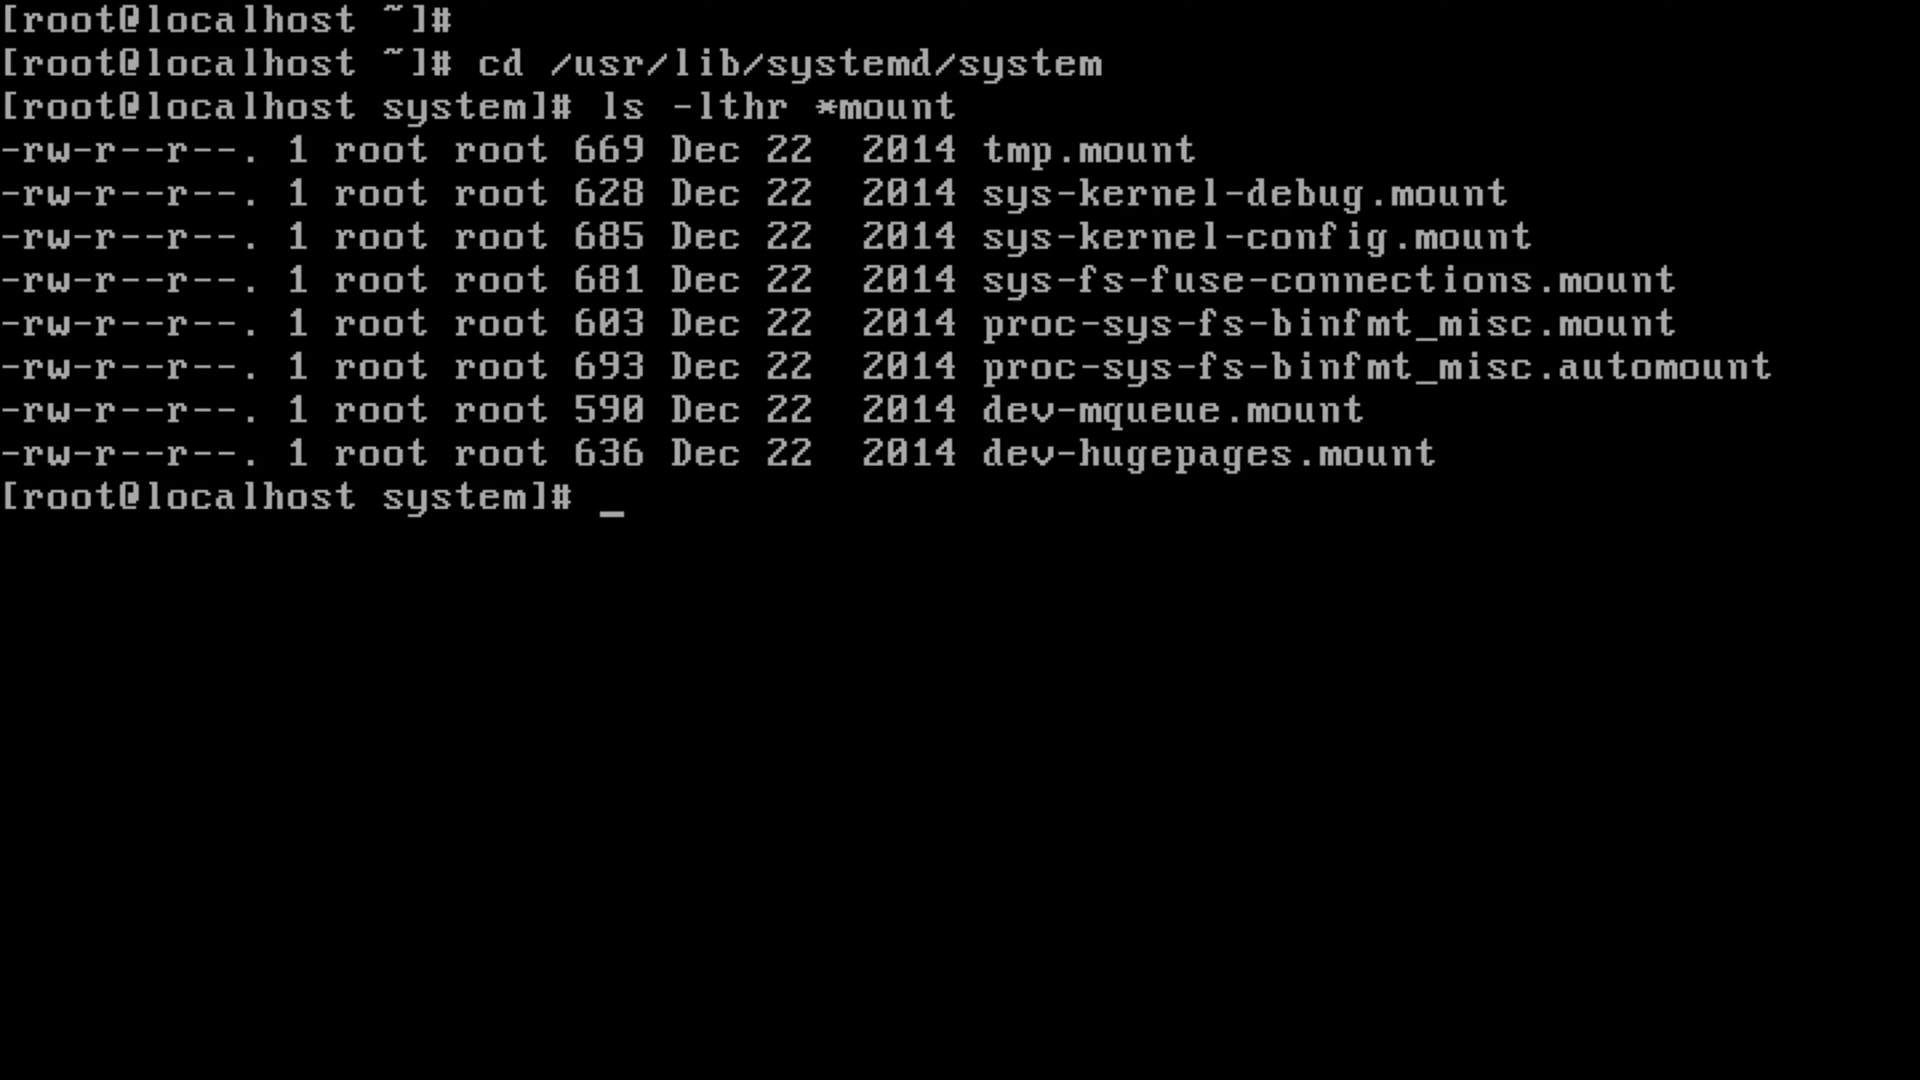 [root@localhost ~]#
[root@localhost ~]# cd /usr/lib/systemd/system
[root@localhost system]# ls -lthr *mount
-rw-r--r--. 1 root root 669 Dec 22  2014 tmp.mount
-rw-r--r--. 1 root root 628 Dec 22  2014 sys-kernel-debug.mount
-rw-r--r--. 1 root root 685 Dec 22  2014 sys-kernel-config.mount
-rw-r--r--. 1 root root 681 Dec 22  2014 sys-fs-fuse-connections.mount
-rw-r--r--. 1 root root 603 Dec 22  2014 proc-sys-fs-binfmt_misc.mount
-rw-r--r--. 1 root root 693 Dec 22  2014 proc-sys-fs-binfmt_misc.automount
-rw-r--r--. 1 root root 590 Dec 22  2014 dev-mqueue.mount
-rw-r--r--. 1 root root 636 Dec 22  2014 dev-hugepages.mount
[root@localhost system]# _